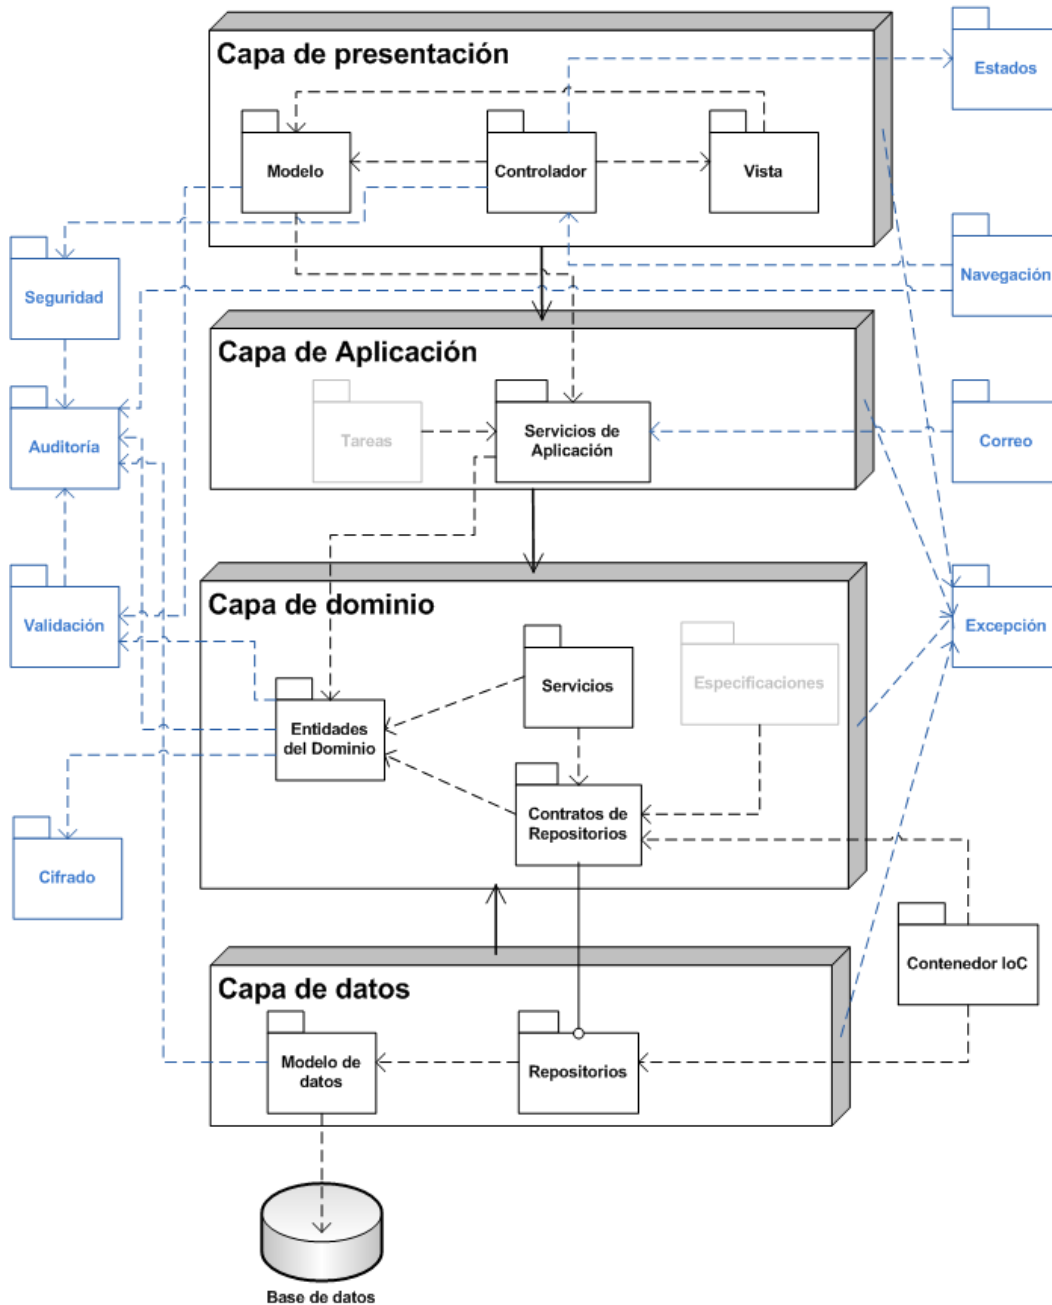 Capa de presentación
Estados
Modelo
Controlador
Vista
Seguridad
Navegación
Capa de Aplicación
Tareas
Servicios de
Aplicación
Auditoría
Correo
Capa de dominio
Validación
Excepción
Servicios
Especificaciones
Entidades
del Dominio
Contratos de
Repositorios
Cifrado
Contenedor IoC
Capa de datos
Modelo de
datos
Repositorios
Base de datos